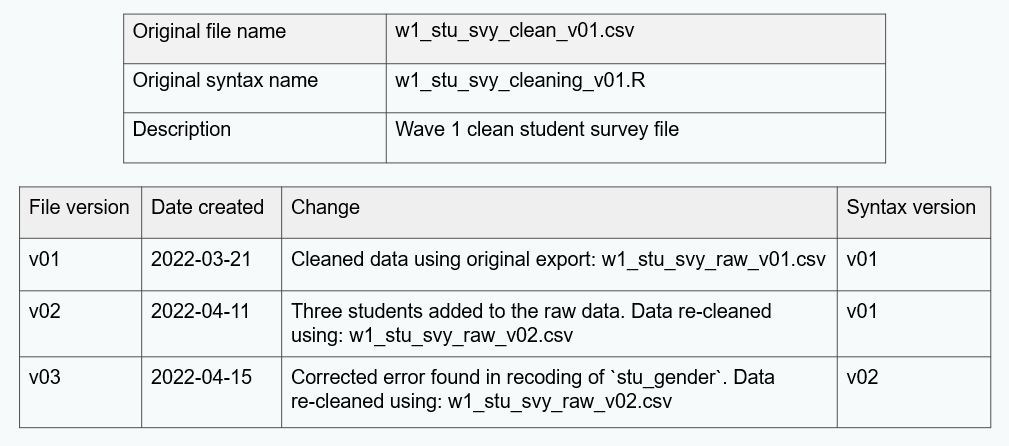 Original file name w1_stu_svy_clean_v01.csv
Original syntax name w1_stu_svy_cleaning_v01.R
Description Wave 1 clean student survey file
File version Date created Change Syntax version
v01 2022-03-21 Cleaned data using original export: w1_stu_svy_raw_v01.csv v01
v02 2022-04-11 Three students added to the raw data. Data re-cleaned v01
using: w1_stu_svy_raw_v02.csv
v03 2022-04-15 Corrected error found in recoding of `stu_gender`. Data v02
re-cleaned using: w1_stu_svy_raw_v02.csv